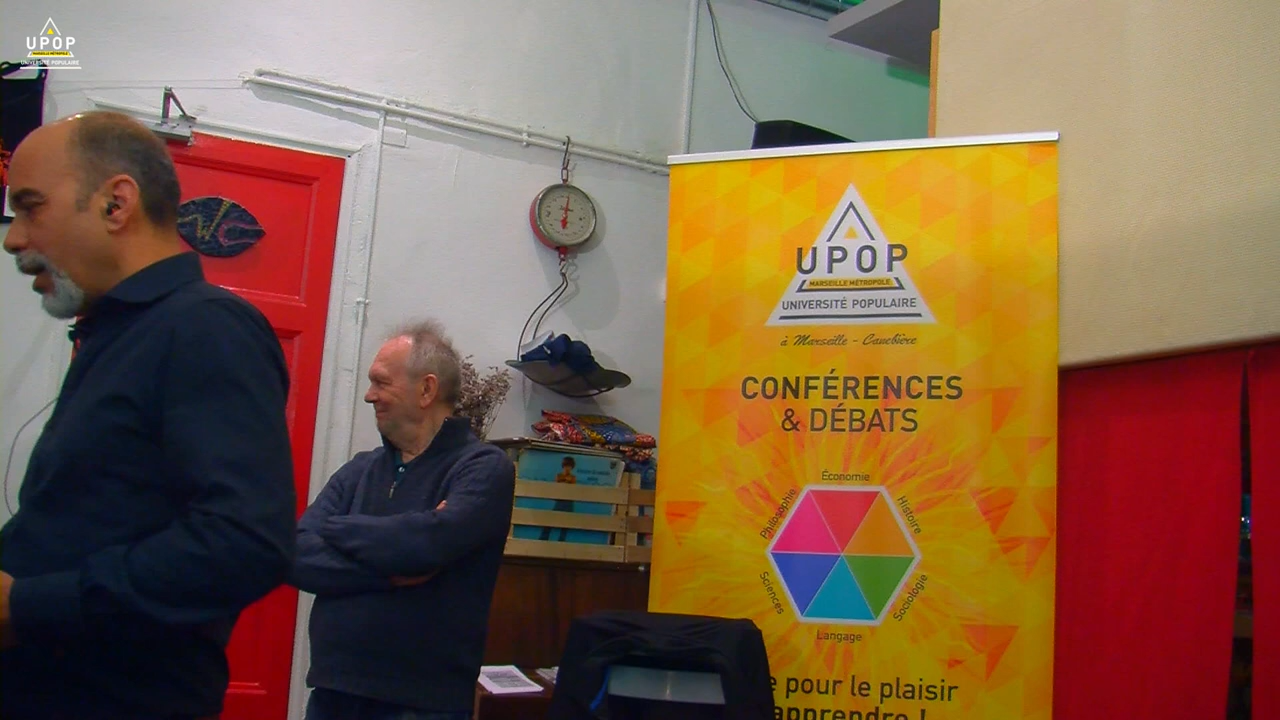 UPOP
MARSEILLE MÉTROPOLE
UNIVERSITÉ POPULAIRE
WC
UPOP
MARSEILLE MÉTROPOLE
UNIVERSITÉ POPULAIRE
à Marseille - Canebière
CONFÉRENCES
& DÉBATS
Économie
Philosophie
Histoire
Sciences
Sociologie
Langage
pour le plaisir
apprendre !